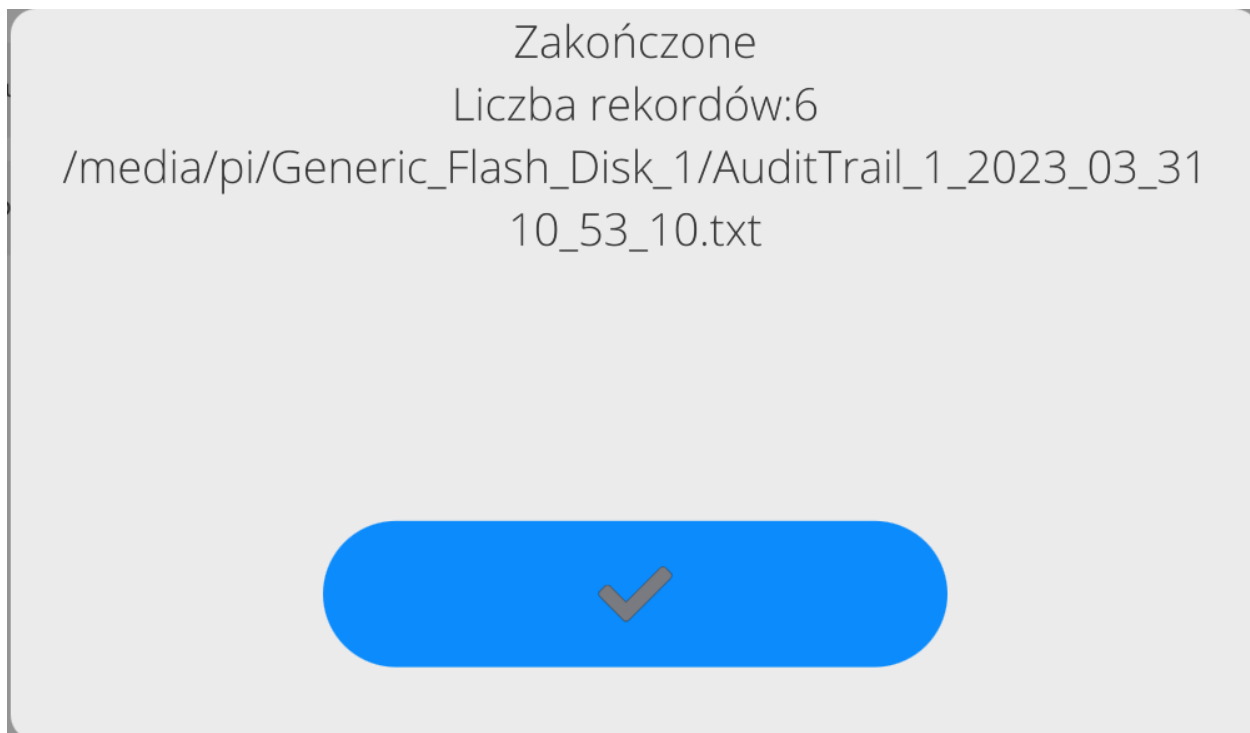 Zakończone
Liczba rekordów:6
/media/pi/Generic_Flash_Disk_1/AuditTrail_1_2023_03_31
10_53_10.txt